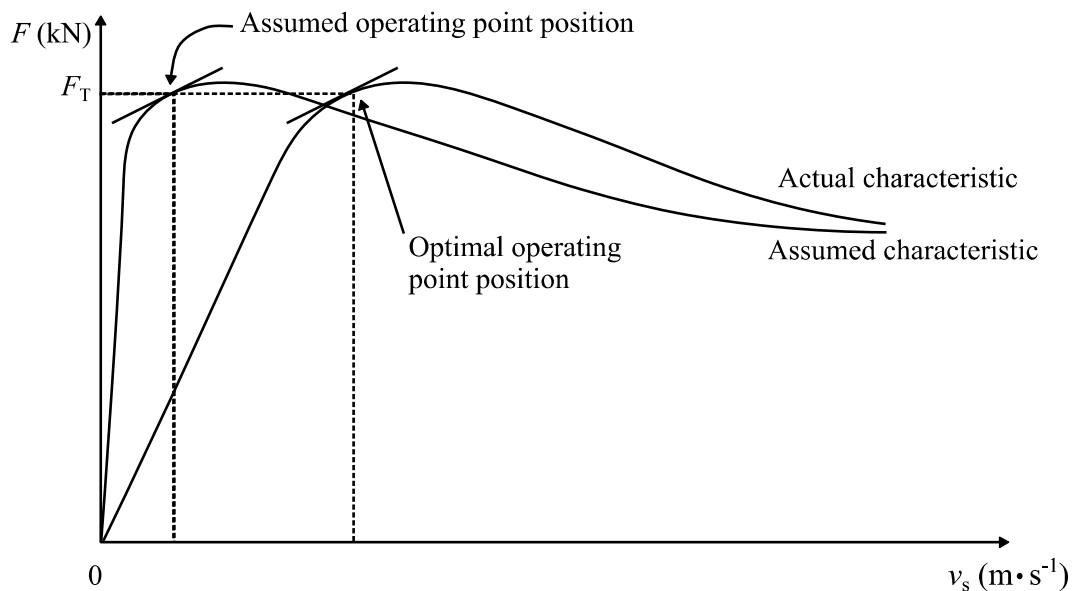 F (kN)
Assumed operating point position
F_T
Actual characteristic
Assumed characteristic
Optimal operating
point position
0
v_s (m·s⁻¹)